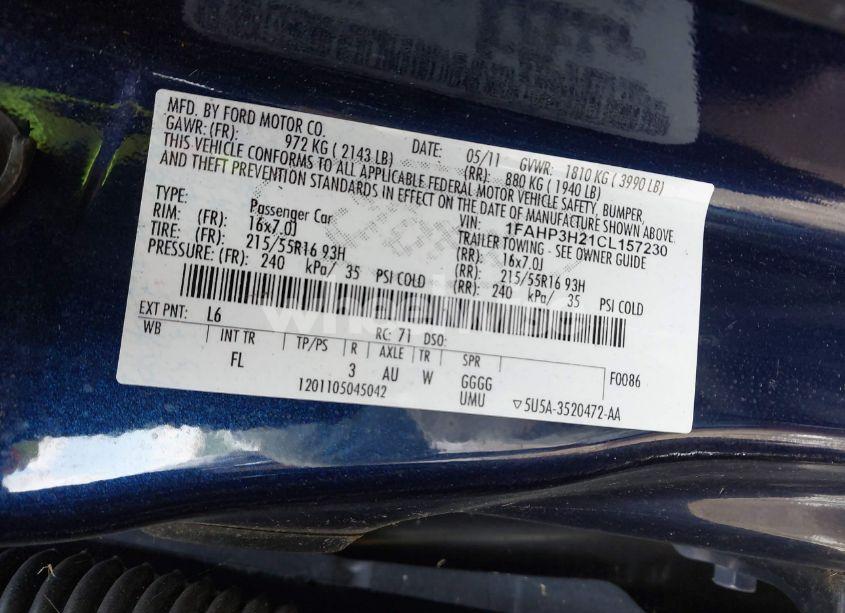 MFD. BY FORD MOTOR CO. DATE: 05/11 GVWR: 1810 KG ( 3990 LB)
GAWR: (FR): 972 KG ( 2143 LB) (RR): 880 KG ( 1940 LB)
THIS VEHICLE CONFORMS TO ALL APPLICABLE FEDERAL MOTOR VEHICLE SAFETY, BUMPER
AND THEFT PREVENTION STANDARDS IN EFFECT ON THE DATE OF MANUFACTURE SHOWN ABOVE.
VIN: 1FAHP3H21CL157230
TYPE: Passenger Car TRAILER TOWING - SEE OWNER GUIDE
RIM: (FR): 16x7.0J (RR): 16x7.0J
TIRE: (FR): 215/55R16 93H (RR): 215/55R16 93H
PRESSURE: (FR): 240 kPa/ 35 PSI COLD (RR): 240 kPa/ 35 PSI COLD
EXT PNT: L6 RC: 71 DSO:
WB INT TR TP/PS R AXLE TR SPR F0086
FL 3 AU W GGGG
1201105045042 UMU ▽5U5A-3520472-AA